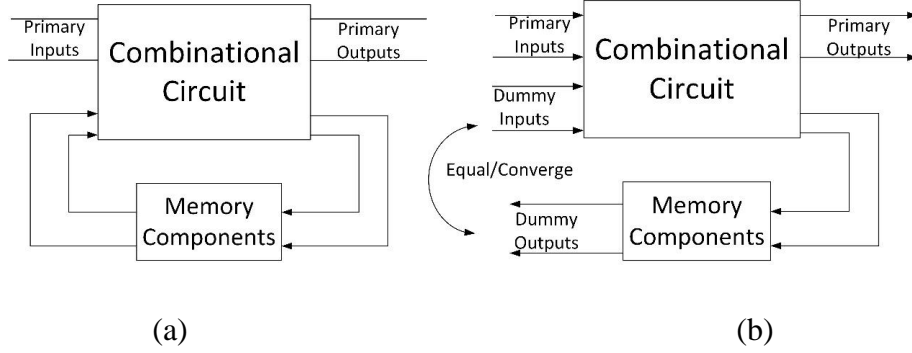 Primary
Inputs
Combinational
Circuit
Primary
Outputs
Memory
Components
(a)
Primary
Inputs
Dummy
Inputs
Combinational
Circuit
Primary
Outputs
Equal/Converge
Dummy
Outputs
Memory
Components
(b)